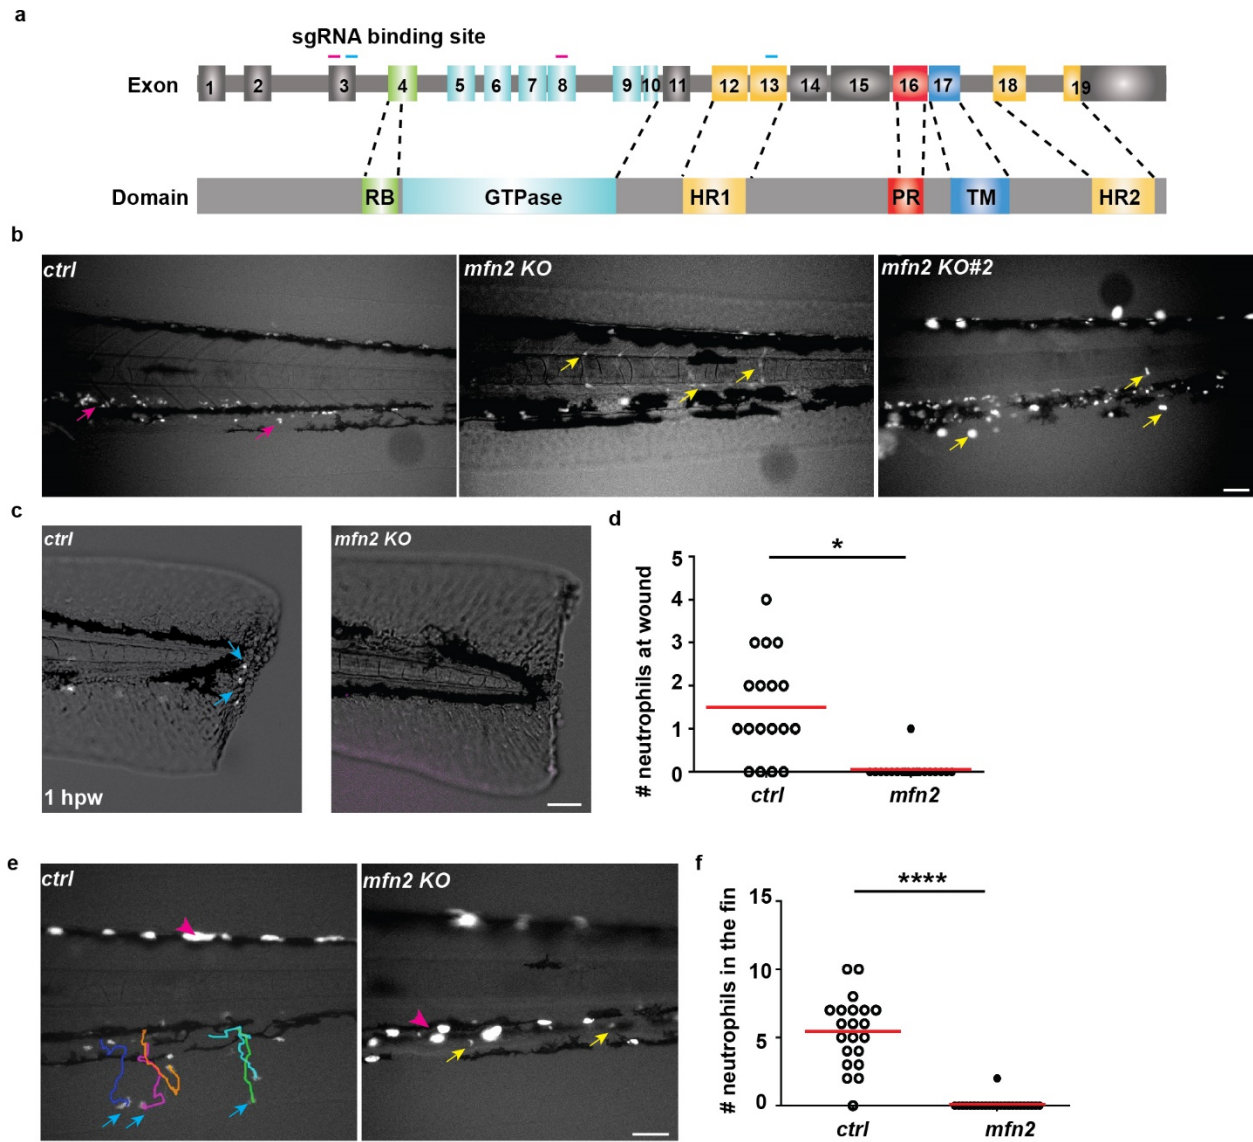 a
sgRNA binding site
Exon 1 2 3 4 5 6 7 8 9 10 11 12 13 14 15 16 17 18 19
Domain RB GTPase HR1 PR TM HR2
b
ctrl mfn2 KO mfn2 KO#2
c d
ctrl mfn2 KO
1 hpw
# neutrophils at wound
5
4
3
2
1
0
*
ctrl mfn2
e f
ctrl mfn2 KO
# neutrophils in the fin
15
10
5
0
****
ctrl mfn2